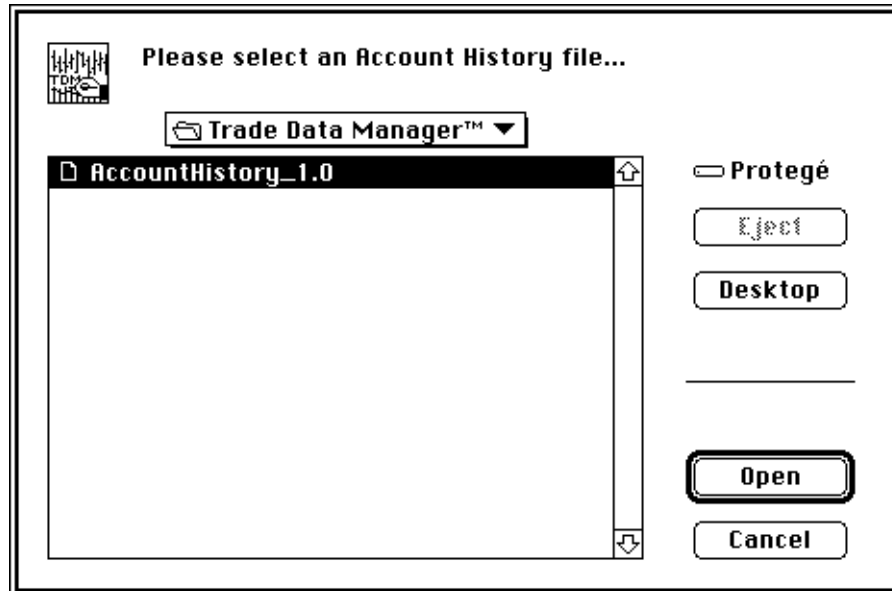 TDM
Please select an Account History file...
Trade Data Manager™
AccountHistory_1.0
Protegé
Eject
Desktop
Open
Cancel